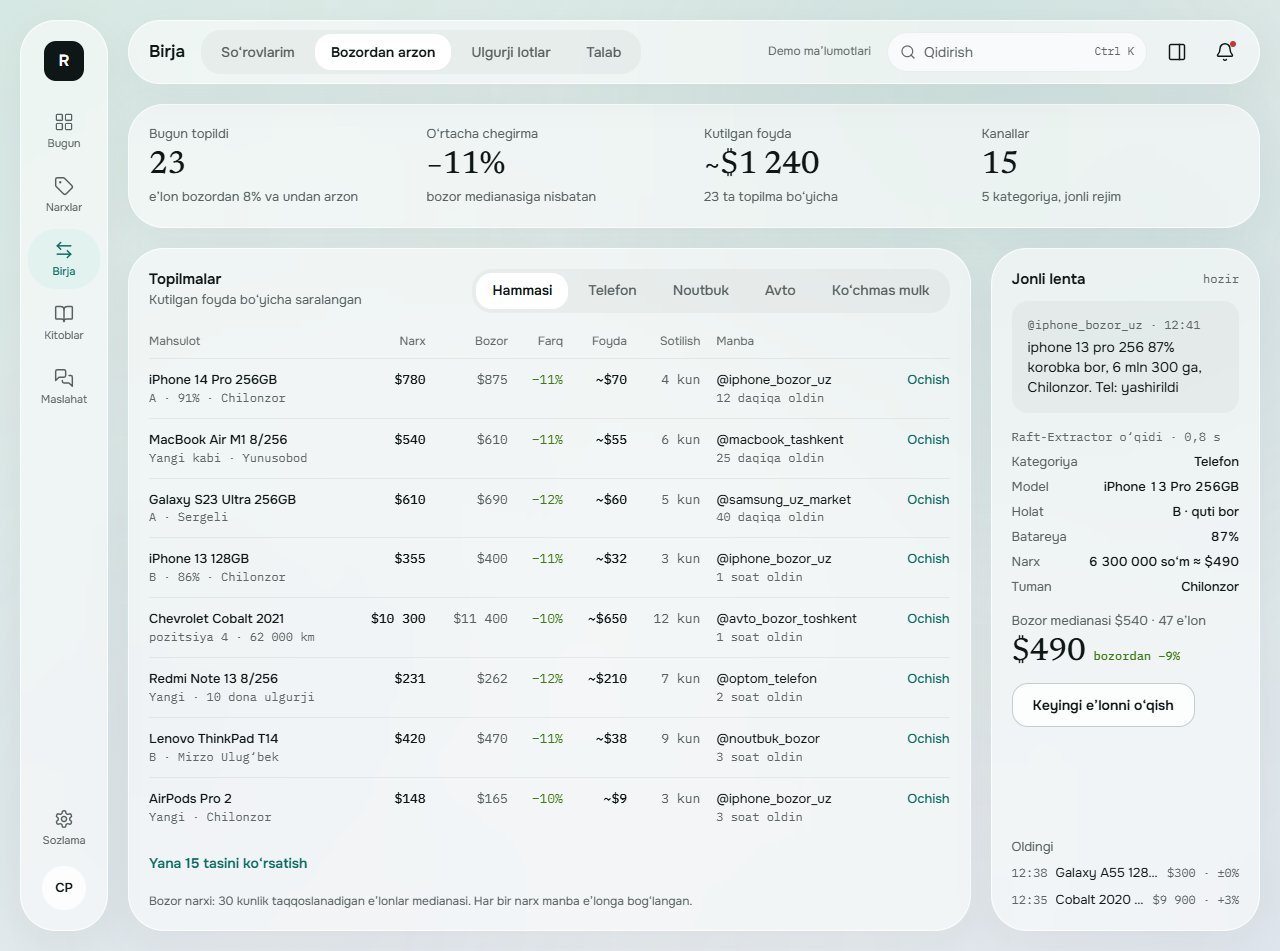 R
Bugun
Narxlar
Birja
Kitoblar
Maslahat
Sozlama
CP
Birja
So‘rovlarim
Bozordan arzon
Ulgurji lotlar
Talab
Demo ma’lumotlari
Qidirish
Ctrl K
Bugun topildi
23
e’lon bozordan 8% va undan arzon
O‘rtacha chegirma
−11%
bozor medianasiga nisbatan
Kutilgan foyda
~$1 240
23 ta topilma bo‘yicha
Kanallar
15
5 kategoriya, jonli rejim
Topilmalar
Kutilgan foyda bo‘yicha saralangan
Hammasi
Telefon
Noutbuk
Avto
Ko‘chmas mulk
Mahsulot Narx Bozor Farq Foyda Sotilish Manba
iPhone 14 Pro 256GB $780 $875 −11% ~$70 4 kun @iphone_bozor_uz Ochish
A · 91% · Chilonzor 12 daqiqa oldin
MacBook Air M1 8/256 $540 $610 −11% ~$55 6 kun @macbook_tashkent Ochish
Yangi kabi · Yunusobod 25 daqiqa oldin
Galaxy S23 Ultra 256GB $610 $690 −12% ~$60 5 kun @samsung_uz_market Ochish
A · Sergeli 40 daqiqa oldin
iPhone 13 128GB $355 $400 −11% ~$32 3 kun @iphone_bozor_uz Ochish
B · 86% · Chilonzor 1 soat oldin
Chevrolet Cobalt 2021 $10 300 $11 400 −10% ~$650 12 kun @avto_bozor_toshkent Ochish
pozitsiya 4 · 62 000 km 1 soat oldin
Redmi Note 13 8/256 $231 $262 −12% ~$210 7 kun @optom_telefon Ochish
Yangi · 10 dona ulgurji 2 soat oldin
Lenovo ThinkPad T14 $420 $470 −11% ~$38 9 kun @noutbuk_bozor Ochish
B · Mirzo Ulug‘bek 3 soat oldin
AirPods Pro 2 $148 $165 −10% ~$9 3 kun @iphone_bozor_uz Ochish
Yangi · Chilonzor 3 soat oldin
Yana 15 tasini ko‘rsatish
Bozor narxi: 30 kunlik taqqoslanadigan e’lonlar medianasi. Har bir narx manba e’longa bog‘langan.
Jonli lenta hozir
@iphone_bozor_uz · 12:41
iphone 13 pro 256 87%
korobka bor, 6 mln 300 ga,
Chilonzor. Tel: yashirildi
Raft-Extractor o‘qidi · 0,8 s
Kategoriya Telefon
Model iPhone 13 Pro 256GB
Holat B · quti bor
Batareya 87%
Narx 6 300 000 so‘m ≈ $490
Tuman Chilonzor
Bozor medianasi $540 · 47 e’lon
$490 bozordan −9%
Keyingi e’lonni o‘qish
Oldingi
12:38 Galaxy A55 128… $300 · ±0%
12:35 Cobalt 2020 … $9 900 · +3%